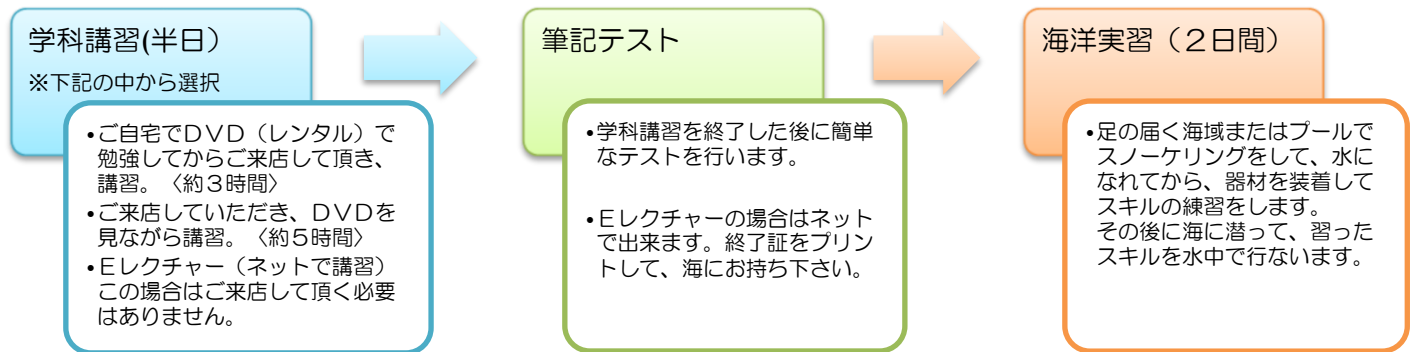 学科講習(半日）
※下記の中から選択
•ご自宅でＤＶＤ（レンタル）で
勉強してからご来店して頂き、
講習。〈約３時間〉
•ご来店していただき、ＤＶＤを
見ながら講習。〈約５時間〉
•Ｅレクチャー（ネットで講習）
この場合はご来店して頂く必要
はありません。
筆記テスト
•学科講習を終了した後に簡単
なテストを行います。
•Ｅレクチャーの場合はネット
で出来ます。終了証をプリン
トして、海にお持ち下さい。
海洋実習（２日間）
•足の届く海域またはプールで
スノーケリングをして、水に
なれてから、器材を装着して
スキルの練習をします。
その後に海に潜って、習った
スキルを水中で行ないます。